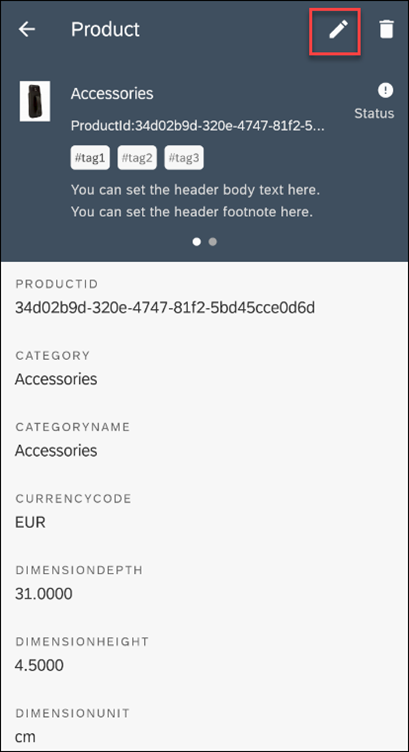 Product
Accessories
ProductId:34d02b9d-320e-4747-81f2-5...
Status
#tag1 #tag2 #tag3
You can set the header body text here.
You can set the header footnote here.
PRODUCTID
34d02b9d-320e-4747-81f2-5bd45cce0d6d
CATEGORY
Accessories
CATEGORYNAME
Accessories
CURRENCYCODE
EUR
DIMENSIONDEPTH
31.0000
DIMENSIONHEIGHT
4.5000
DIMENSIONUNIT
cm